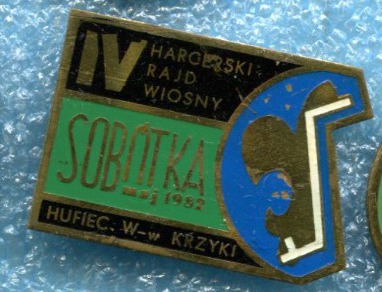 IV HARCERSKI
RAJD
WIOSNY
SOBÓTKA
maj 1982
HUFIEC W-w KRZYKI